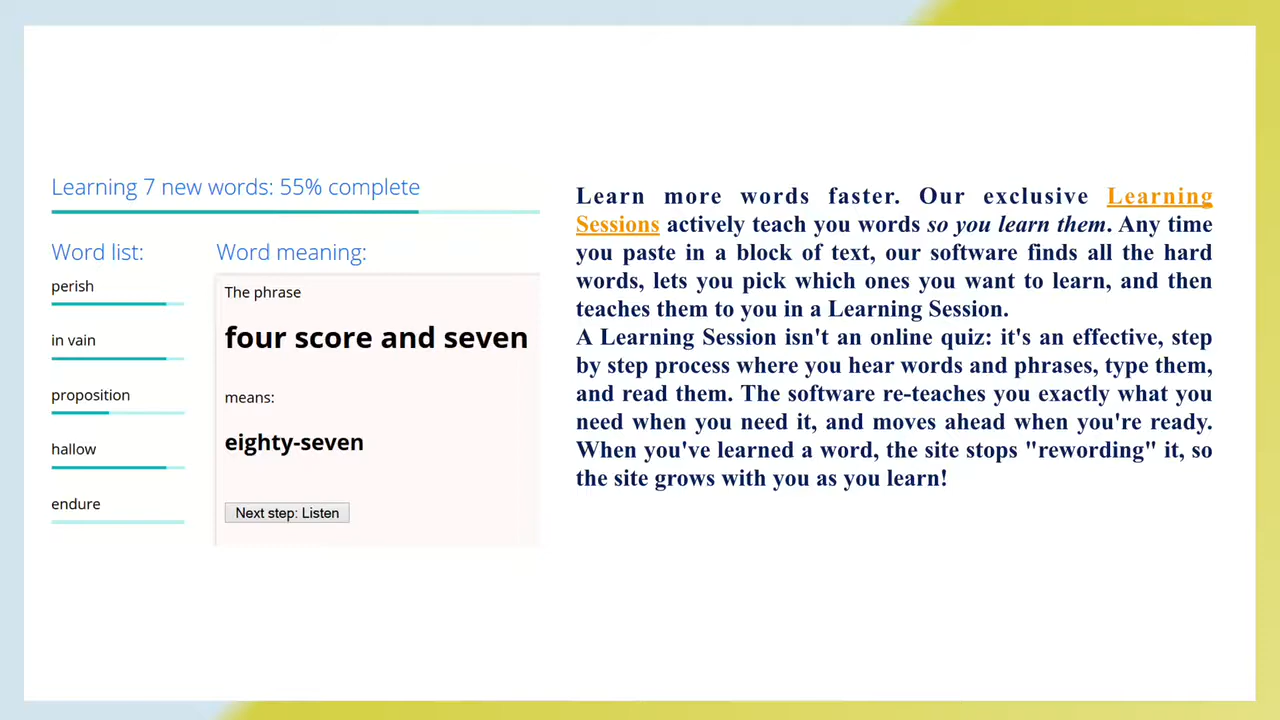 Learning 7 new words: 55% complete
Word list:
perish
in vain
proposition
hallow
endure
Word meaning:
The phrase
four score and seven
means:
eighty-seven
Next step: Listen
Learn more words faster. Our exclusive Learning
Sessions actively teach you words so you learn them. Any time
you paste in a block of text, our software finds all the hard
words, lets you pick which ones you want to learn, and then
teaches them to you in a Learning Session.
A Learning Session isn't an online quiz: it's an effective, step
by step process where you hear words and phrases, type them,
and read them. The software re-teaches you exactly what you
need when you need it, and moves ahead when you're ready.
When you've learned a word, the site stops "rewording" it, so
the site grows with you as you learn!